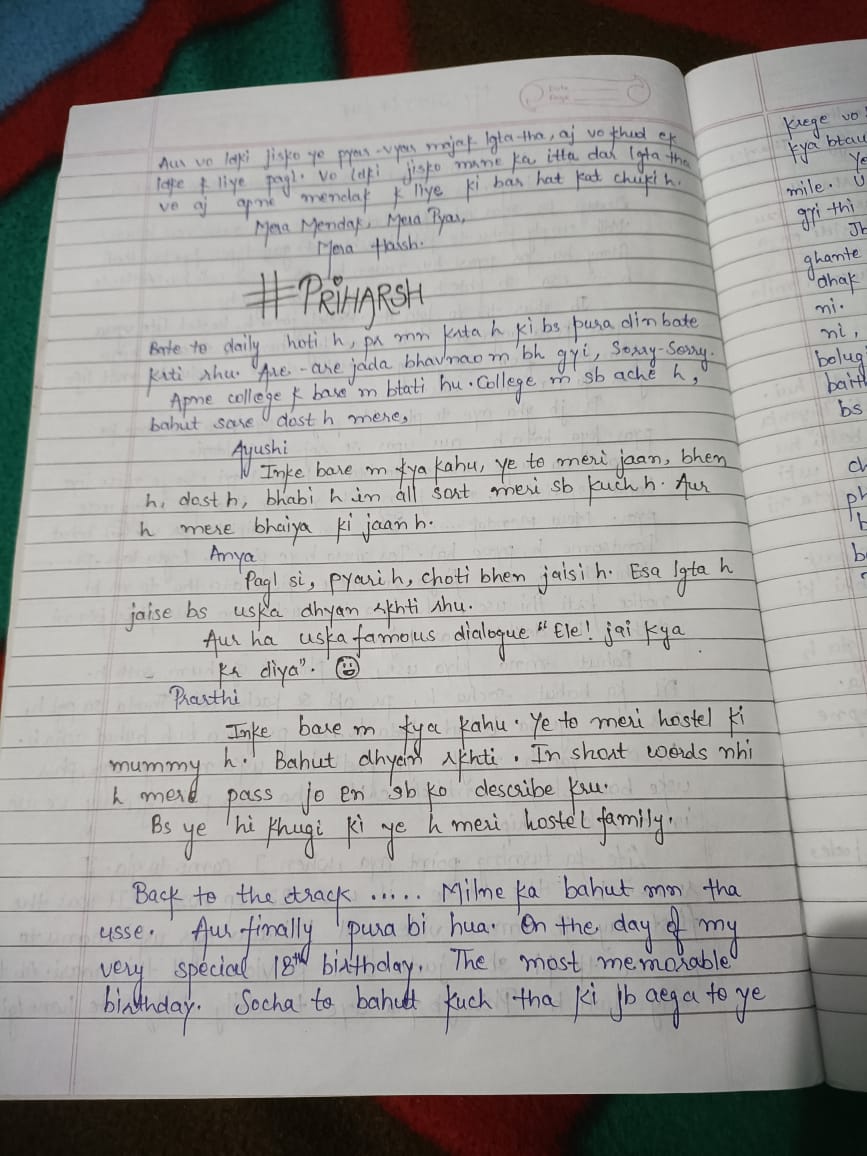 Date
Page
Aur vo ladki jisko ye pyar-vyar majak lgta tha, aj vo khud ek
ladke k liye pagl. Vo ladki jisko marne ka itta dar lgta tha
vo aj apne mendak k liye ki bar hat kat chuki h.
Mera Mendak, Mera Pyar,
Mera Harsh.
#PRiHARSH
Bate to daily hoti h, pr mn krta h ki bs pura din bate
krti rhu. Are-are jada bhavnao m bh gyi, Sorry-Sorry.
Apne college k bare m btati hu. College m sb ache h,
bahut sare dost h mere,
Ayushi
Inke bare m kya kahu, ye to meri jaan, bhen
h, dost h, bhabi h in all sort meri sb kuch h. Aur
h mere bhaiya ki jaan h.
Anya
Pagl si, pyari h, choti bhen jaisi h. Esa lgta h
jaise bs uska dhyan rkhti rhu.
Aur ha uska famous dialogue "Ele! jai kya
kr diya". ☺
Prarthi
Inke bare m kya kahu. Ye to meri hostel ki
mummy h. Bahut dhyan rkhti. In short words nhi
h mere pass jo en sb ko describe kru.
Bs ye hi khugi ki ye h meri hostel family.
Back to the track ..... Milne ka bahut mn tha
usse. Aur finally pura bi hua. On the day of my
very special 18th birthday. The most memorable
birthday. Socha to bahut kuch tha ki jb aega to ye
krege vo
kya btau
Ye
mile.
gyi thi
Jb
ghante
dhak
ni.
ni,
bolug
bait
bs
ch
ph
b
b